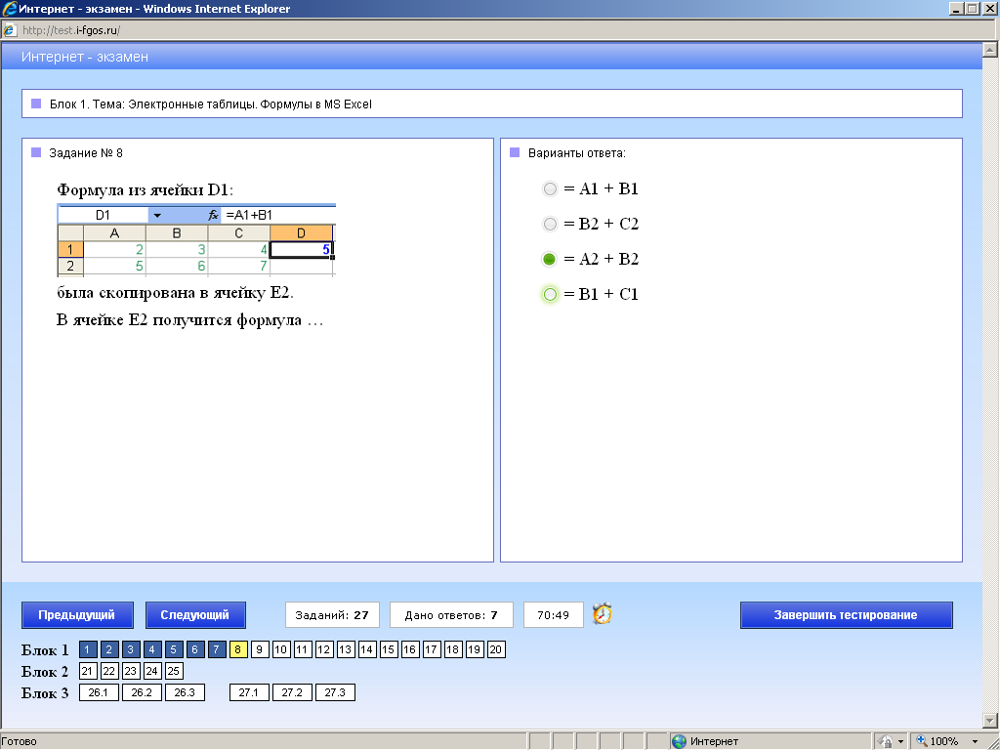 Интернет - экзамен - Windows Internet Explorer
http://test.i-fgos.ru/
Интернет - экзамен
Блок 1. Тема: Электронные таблицы. Формулы в MS Excel
Задание № 8
Формула из ячейки D1:
D1 fx =A1+B1
A B C D
1 2 3 4 5
2 5 6 7
была скопирована в ячейку E2.
В ячейке E2 получится формула …
Варианты ответа:
= A1 + B1
= B2 + C2
= A2 + B2
= B1 + C1
Предыдущий Следующий Заданий: 27 Дано ответов: 7 70:49 Завершить тестирование
Блок 1 1 2 3 4 5 6 7 8 9 10 11 12 13 14 15 16 17 18 19 20
Блок 2 21 22 23 24 25
Блок 3 26.1 26.2 26.3 27.1 27.2 27.3
Готово Интернет 100%